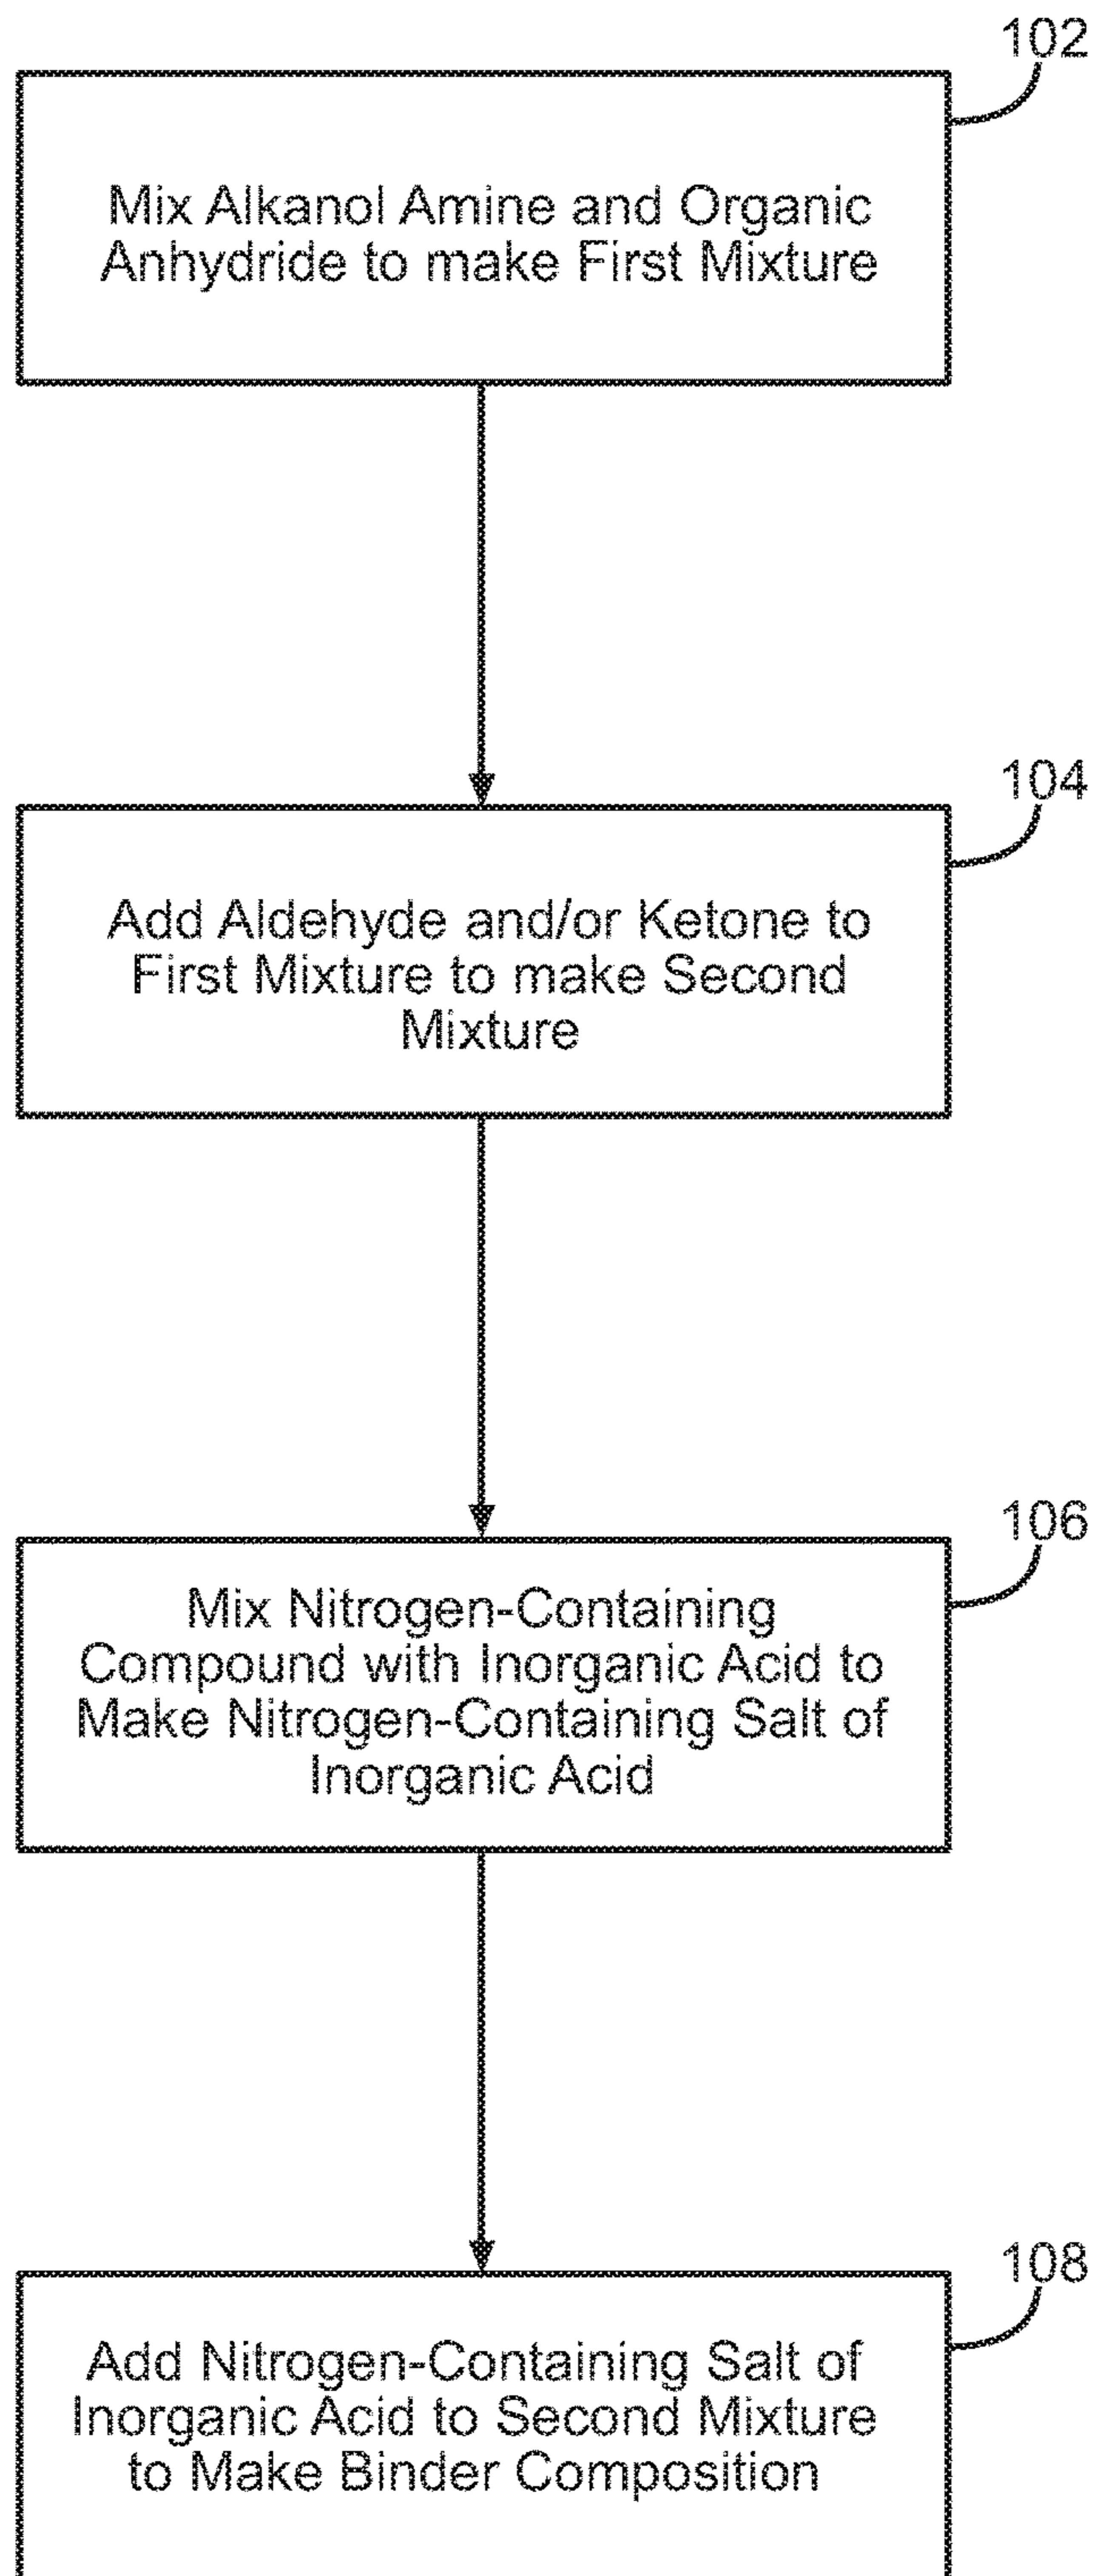 102
Mix Alkanol Amine and Organic
Anhydride to make First Mixture
104
Add Aldehyde and/or Ketone to
First Mixture to make Second
Mixture
106
Mix Nitrogen-Containing
Compound with Inorganic Acid to
Make Nitrogen-Containing Salt of
Inorganic Acid
108
Add Nitrogen-Containing Salt of
Inorganic Acid to Second Mixture
to Make Binder Composition